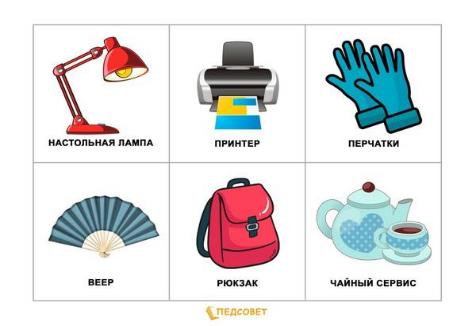 НАСТОЛЬНАЯ ЛАМПА
ПРИНТЕР
ПЕРЧАТКИ
ВЕЕР
РЮКЗАК
ЧАЙНЫЙ СЕРВИС
ПЕДСОВЕТ